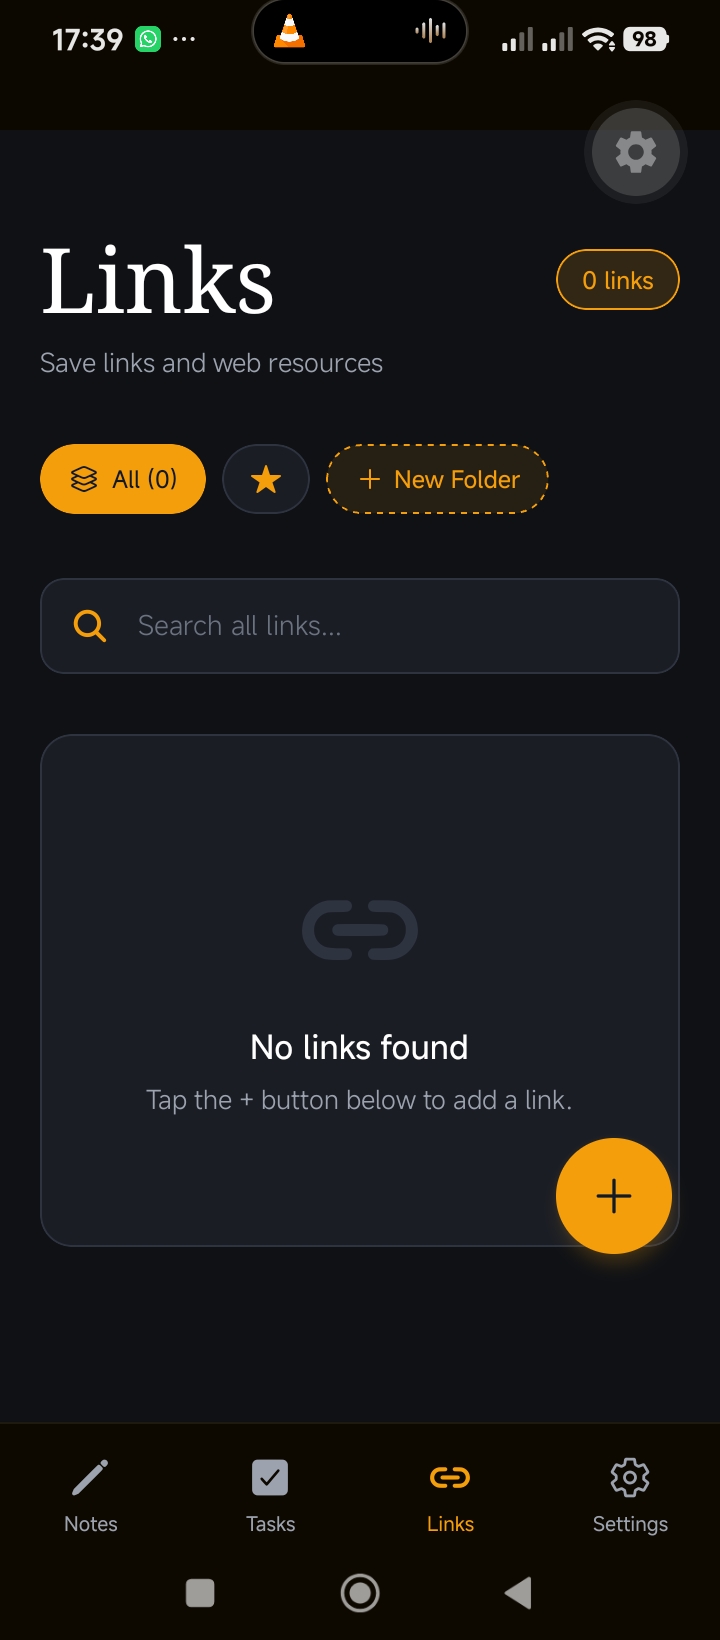 17:39 ... 98
Links
0 links
Save links and web resources
All (0)
New Folder
Search all links...
No links found
Tap the + button below to add a link.
Notes
Tasks
Links
Settings